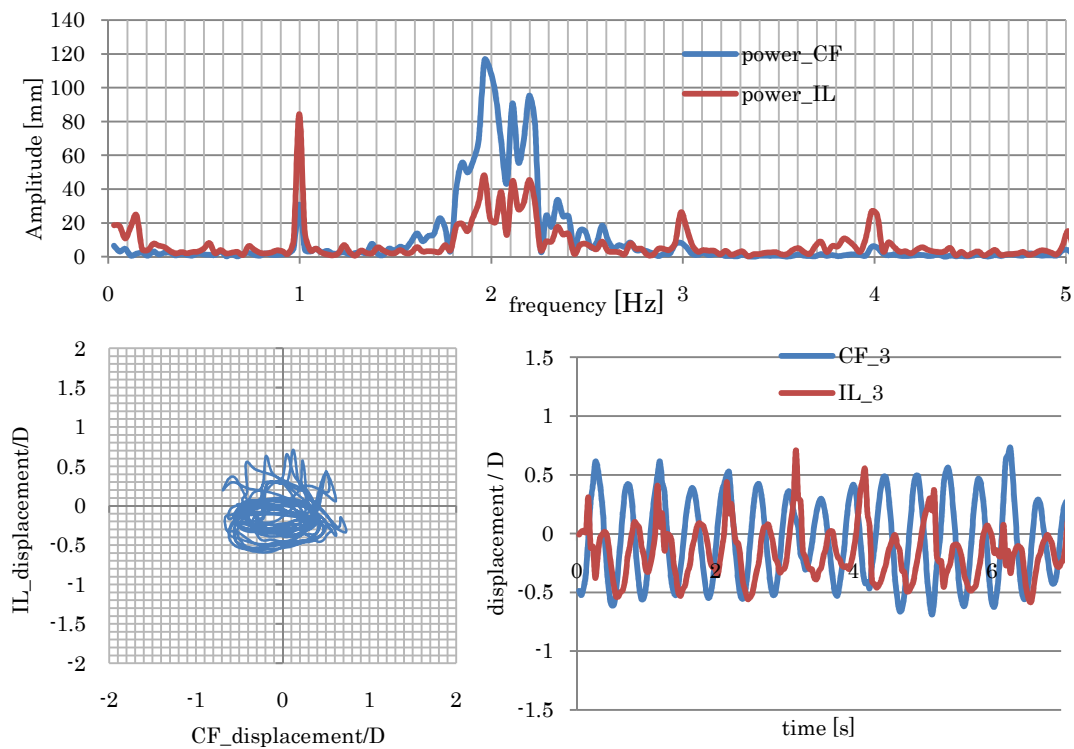 140
120
100
80
60
40
20
0
Amplitude [mm]
power_CF
power_IL
0 1 2 3 4 5
frequency [Hz]
2
1.5
1
0.5
0
-0.5
-1
-1.5
-2
IL_displacement/D
-2 -1 0 1 2
CF_displacement/D
CF_3
IL_3
1.5
1
0.5
0
-0.5
-1
-1.5
displacement / D
0 2 4 6
time [s]